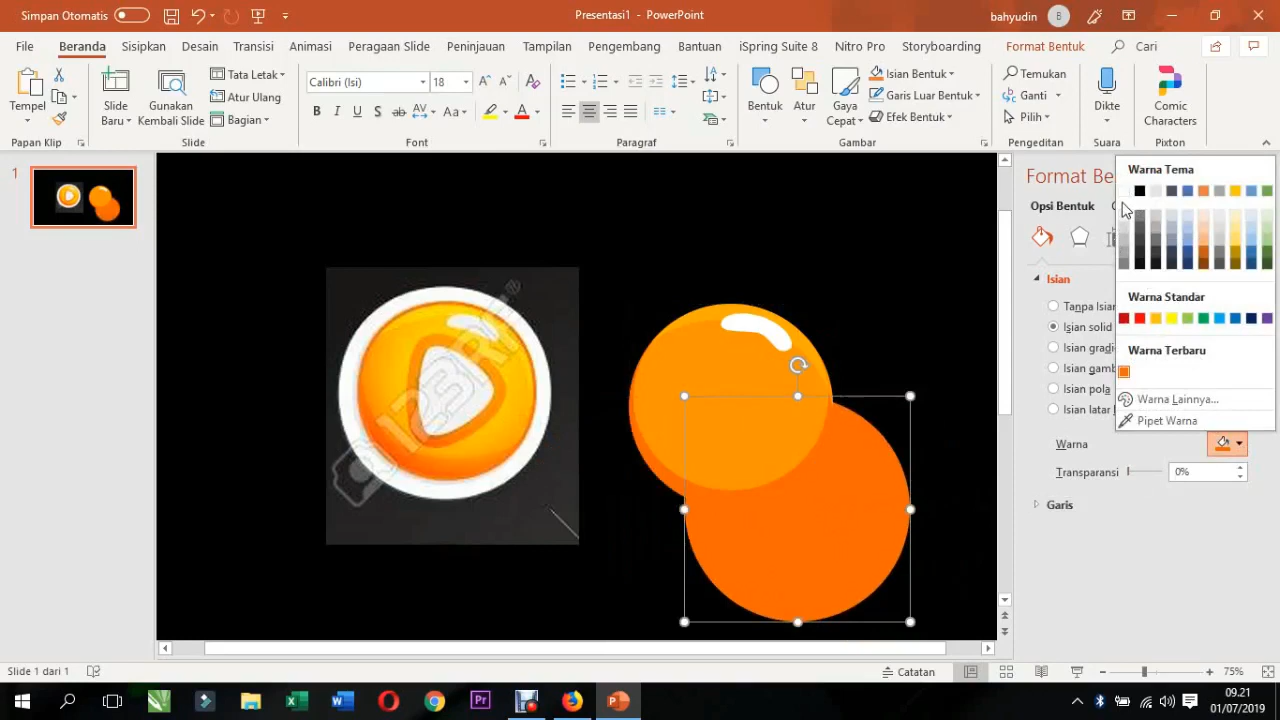 Simpan Otomatis
Presentasi1 - PowerPoint
bahyudin
B
File
Beranda
Sisipkan
Desain
Transisi
Animasi
Peragaan Slide
Peninjauan
Tampilan
Pengembang
Bantuan
iSpring Suite 8
Nitro Pro
Storyboarding
Format Bentuk
Cari
Tempel
Papan Klip
Slide Baru
Gunakan Kembali Slide
Tata Letak
Atur Ulang
Bagian
Slide
Calibri (Isi)
18
Font
Paragraf
Bentuk
Atur
Gaya Cepat
Isian Bentuk
Garis Luar Bentuk
Efek Bentuk
Gambar
Temukan
Ganti
Pilih
Pengeditan
Dikte
Suara
Comic Characters
Pixton
1
Format Be
Opsi Bentuk
Isian
Tanpa Isian
Isian solid
Isian gradi
Isian gamb
Isian pola
Isian latar
Warna
Transparansi
0%
Garis
Warna Tema
Warna Standar
Warna Terbaru
Warna Lainnya...
Pipet Warna
Slide 1 dari 1
Catatan
75%
09.21
01/07/2019